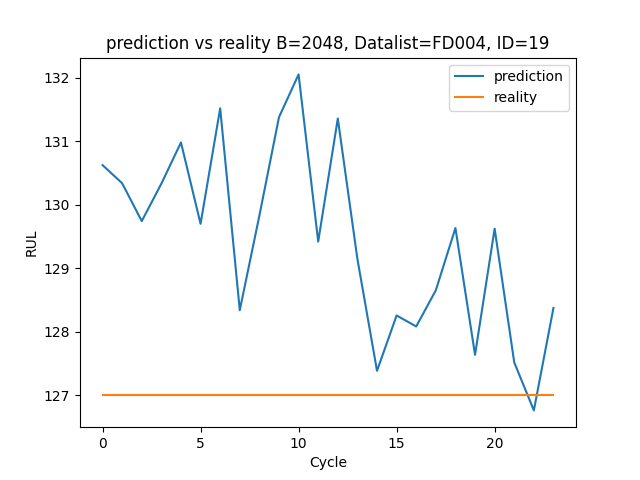 prediction vs reality B=2048, Datalist=FD004, ID=19
prediction
reality
RUL
132
131
130
129
128
127
0 5 10 15 20
Cycle